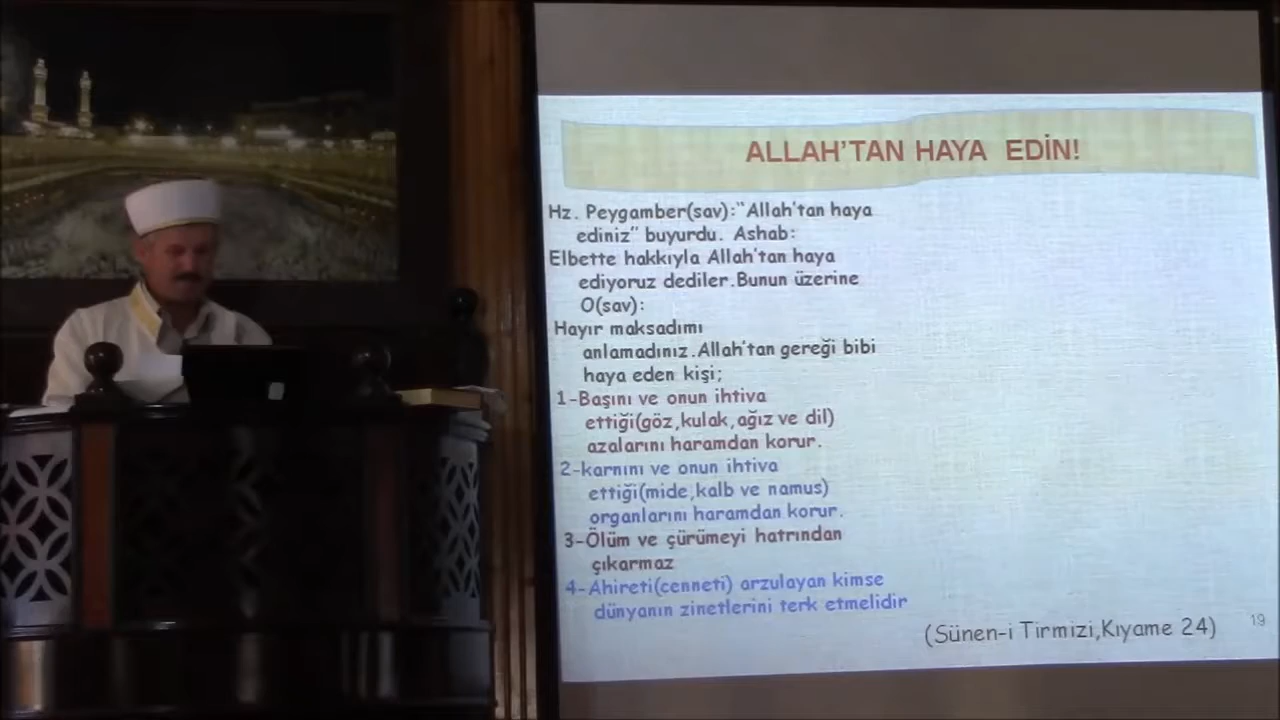 ALLAH'TAN HAYA EDİN!
Hz. Peygamber(sav):"Allah'tan haya
ediniz" buyurdu. Ashab:
Elbette hakkıyla Allah'tan haya
ediyoruz dediler.Bunun üzerine
O(sav):
Hayır maksadımı
anlamadınız.Allah'tan gereği bibi
haya eden kişi;
1-Başını ve onun ihtiva
ettiği(göz,kulak,ağız ve dil)
azalarını haramdan korur.
2-karnını ve onun ihtiva
ettiği(mide,kalb ve namus)
organlarını haramdan korur.
3-Ölüm ve çürümeyi hatrından
çıkarmaz
4-Ahireti(cenneti) arzulayan kimse
dünyanın zinetlerini terk etmelidir
(Sünen-i Tirmizi,Kıyame 24)
19